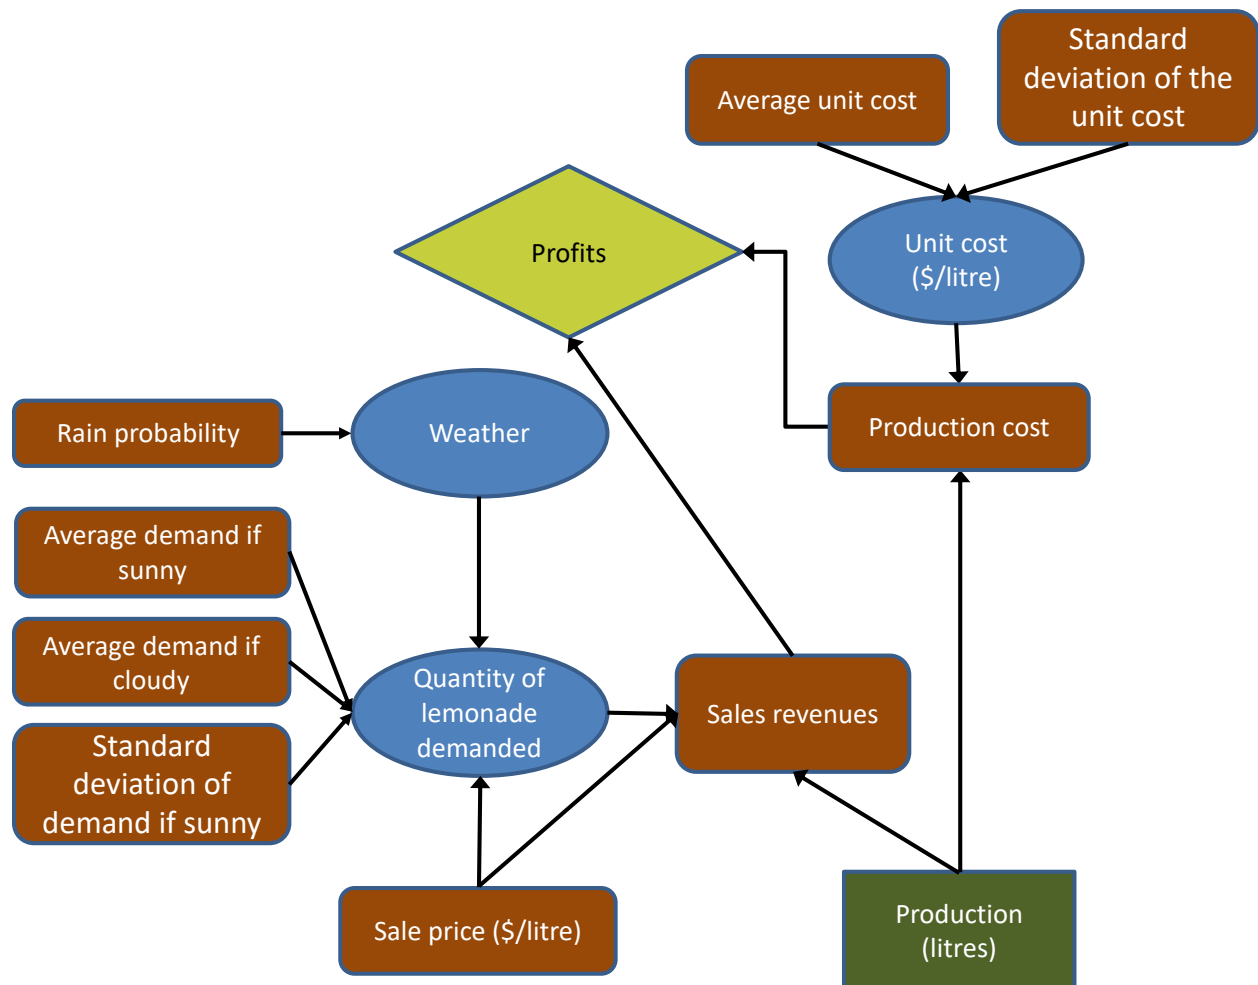 Standard
deviation of the
unit cost
Average unit cost
Profits
Unit cost
($/litre)
Rain probability
Weather
Production cost
Average demand if
sunny
Average demand if
cloudy
Quantity of
lemonade
demanded
Sales revenues
Standard
deviation of
demand if sunny
Sale price ($/litre)
Production
(litres)